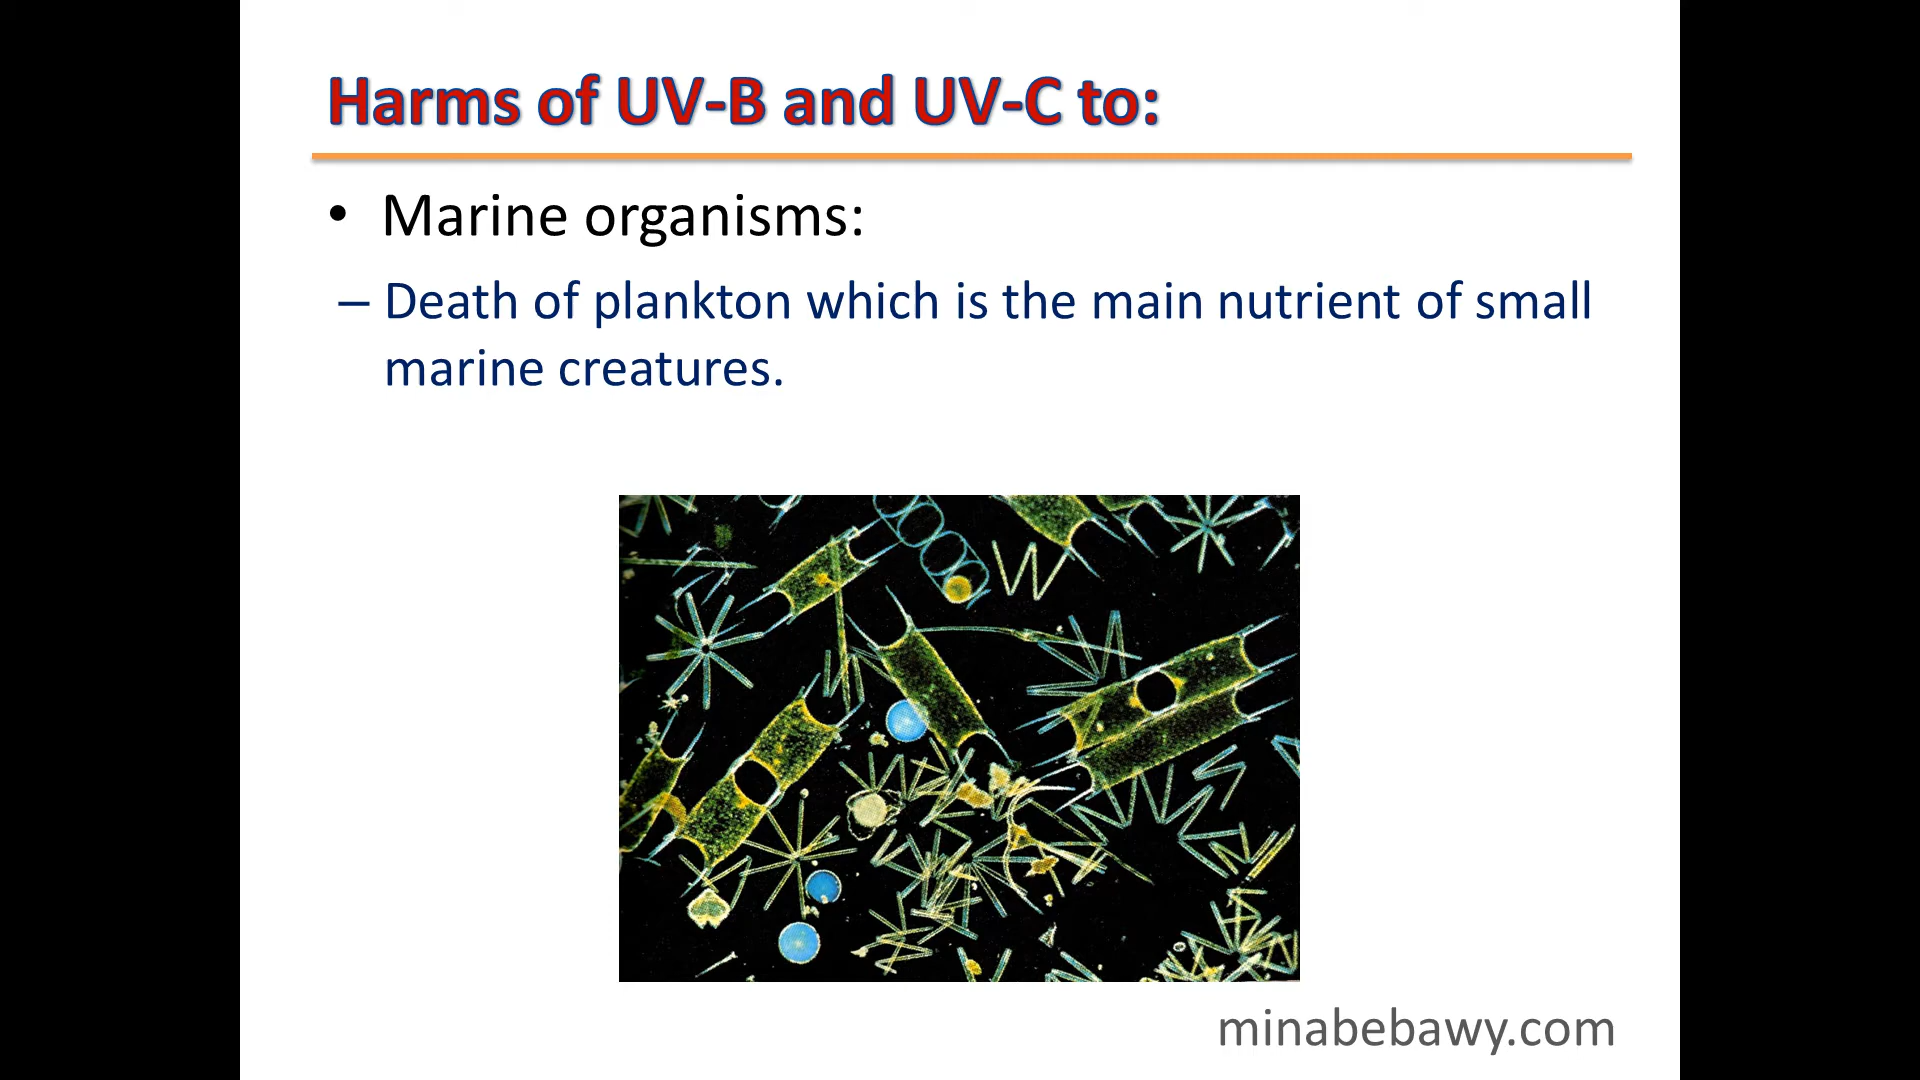 Harms of UV-B and UV-C to:
• Marine organisms:
– Death of plankton which is the main nutrient of small
marine creatures.
minabebawy.com